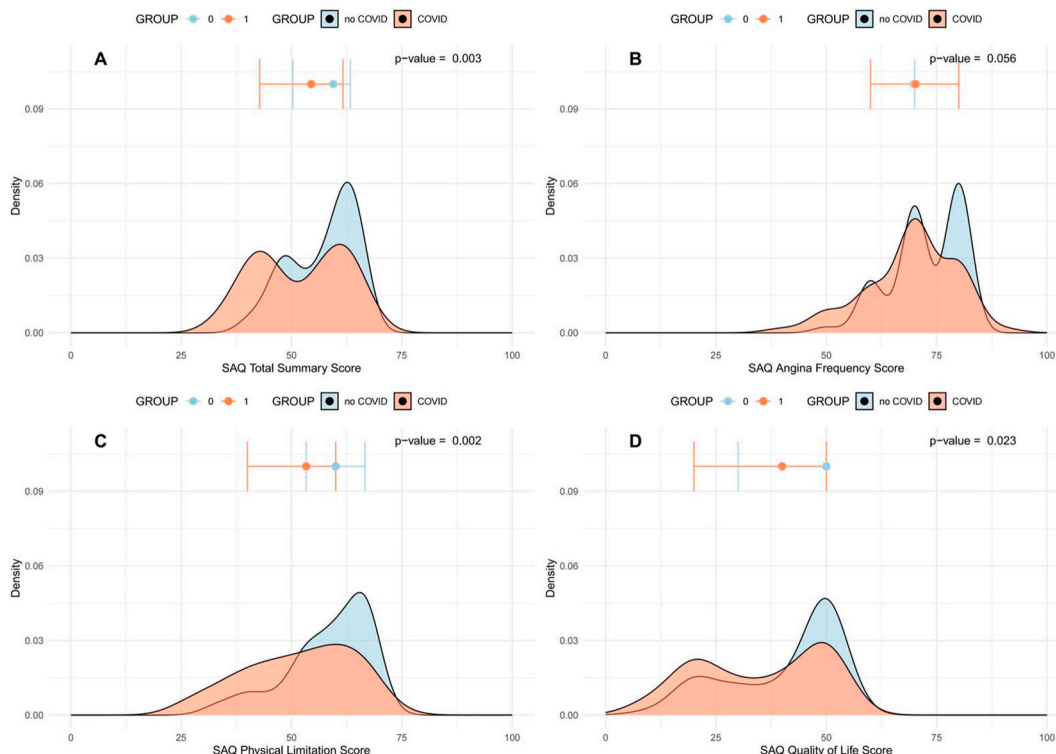 GROUP 0 1 GROUP no COVID COVID
A p-value = 0.003
0.09
0.06
0.03
0.00
Density
0 25 50 75 100
SAQ Total Summary Score
GROUP 0 1 GROUP no COVID COVID
B p-value = 0.056
0.09
0.06
0.03
0.00
Density
0 25 50 75 100
SAQ Angina Frequency Score
GROUP 0 1 GROUP no COVID COVID
C p-value = 0.002
0.09
0.06
0.03
0.00
Density
0 25 50 75 100
SAQ Physical Limitation Score
GROUP 0 1 GROUP no COVID COVID
D p-value = 0.023
0.09
0.06
0.03
0.00
Density
0 25 50 75 100
SAQ Quality of Life Score